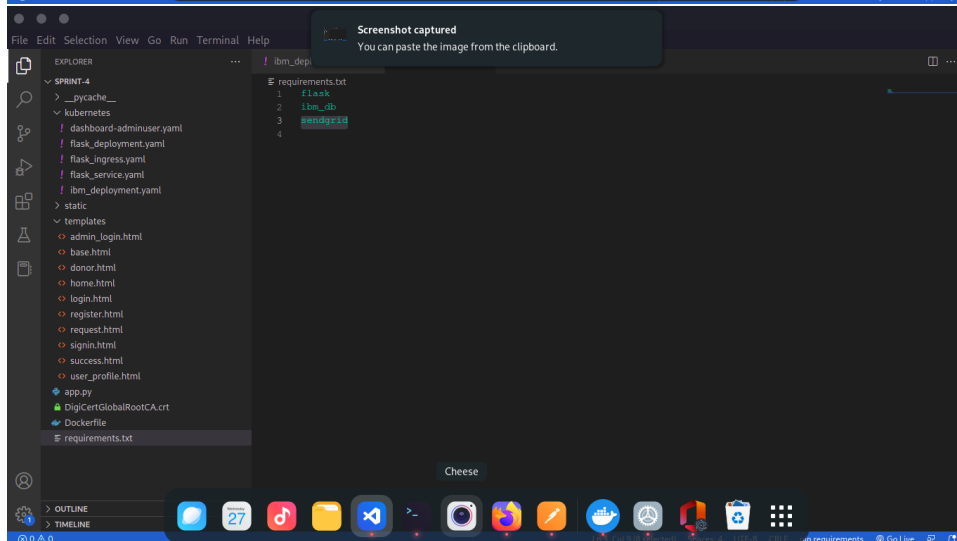 Screenshot captured
You can paste the image from the clipboard.
File Edit Selection View Go Run Terminal Help
EXPLORER
SPRINT-4
__pycache__
kubernetes
! dashboard-adminuser.yaml
! flask_deployment.yaml
! flask_ingress.yaml
! flask_service.yaml
! ibm_deployment.yaml
static
templates
<> admin_login.html
<> base.html
<> donor.html
<> home.html
<> login.html
<> register.html
<> request.html
<> signin.html
<> success.html
<> user_profile.html
app.py
DigiCertGlobalRootCA.crt
Dockerfile
requirements.txt
OUTLINE
TIMELINE
requirements.txt
1 flask
2 ibm_db
3 sendgrid
4
Cheese
27
1
0 0
requirements
Go Live